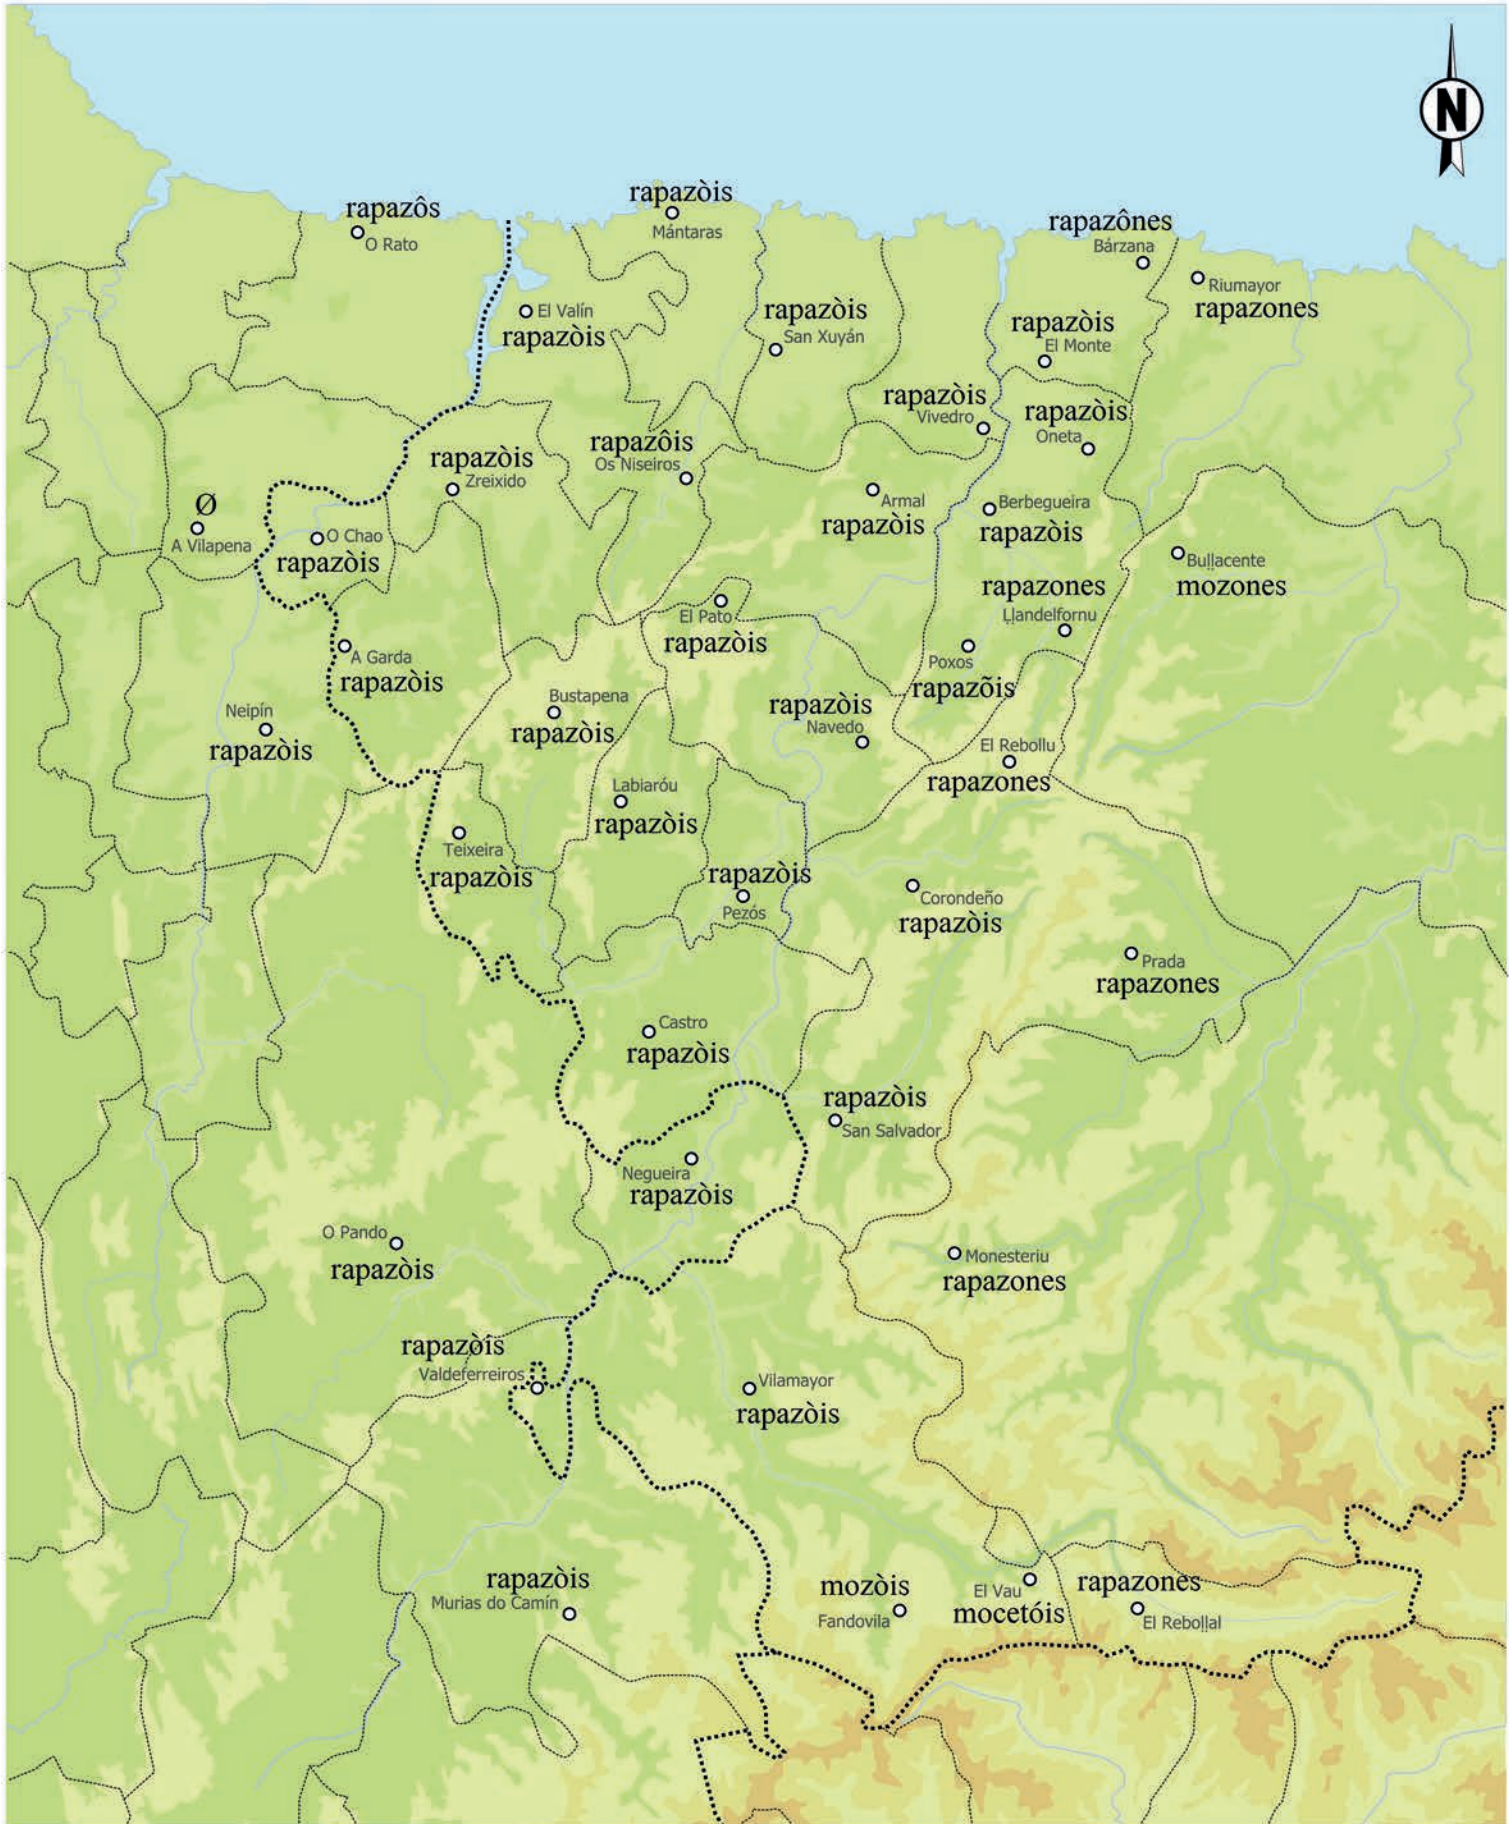 N
rapazòis
Mántaras
rapazôs
O Rato
rapazônes
Bárzana
Riumayor
rapazones
El Valín
rapazòis
rapazòis
San Xuyán
rapazòis
El Monte
rapazòis
Vivedro
rapazòis
Oneta
rapazòis
Zreixido
rapazôis
Os Niseiros
Armal
rapazòis
Berbegueira
rapazòis
Ø
A Vilapena
O Chao
rapazòis
Buḷḷacente
mozones
rapazones
Ḷḷandelfornu
El Pato
rapazòis
A Garda
rapazòis
Poxos
rapazõis
Neipín
rapazòis
Bustapena
rapazòis
rapazòis
Navedo
El Rebollu
rapazones
Labiaróu
rapazòis
Teixeira
rapazòis
rapazòis
Pezós
Corondeño
rapazòis
Prada
rapazones
Castro
rapazòis
rapazòis
San Salvador
Negueira
rapazòis
O Pando
rapazòis
Monesteriu
rapazones
rapazòis
Valdeferreiros
Vilamayor
rapazòis
rapazòis
Murias do Camín
mozòis
Fandovila
El Vau
mocetóis
rapazones
El Reboḷḷal